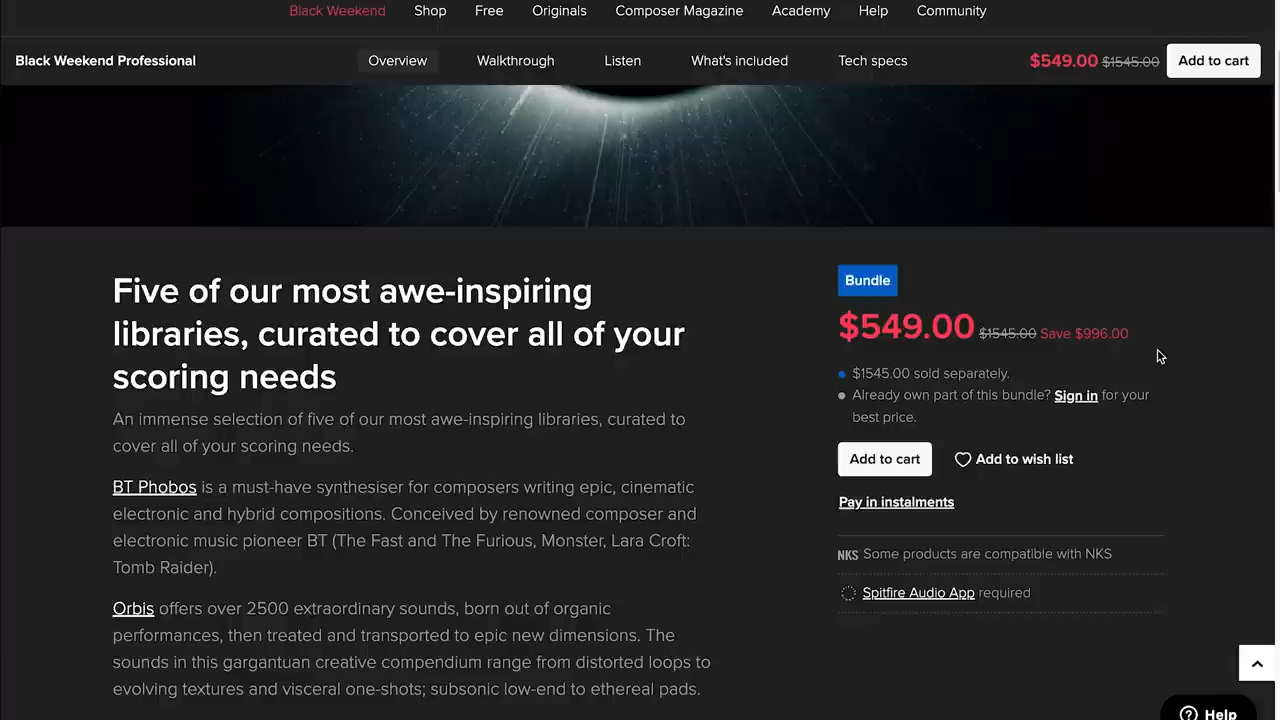 Black Weekend Shop Free Originals Composer Magazine Academy Help Community
Black Weekend Professional Overview Walkthrough Listen What's included Tech specs $549.00 $1545.00 Add to cart
Five of our most awe-inspiring
libraries, curated to cover all of your
scoring needs
An immense selection of five of our most awe-inspiring libraries, curated to
cover all of your scoring needs.
BT Phobos is a must-have synthesiser for composers writing epic, cinematic
electronic and hybrid compositions. Conceived by renowned composer and
electronic music pioneer BT (The Fast and The Furious, Monster, Lara Croft:
Tomb Raider).
Orbis offers over 2500 extraordinary sounds, born out of organic
performances, then treated and transported to epic new dimensions. The
sounds in this gargantuan creative compendium range from distorted loops to
evolving textures and visceral one-shots; subsonic low-end to ethereal pads.
Bundle
$549.00 $1545.00 Save $996.00
$1545.00 sold separately.
Already own part of this bundle? Sign in for your
best price.
Add to cart Add to wish list
Pay in instalments
NKS Some products are compatible with NKS
Spitfire Audio App required
Help